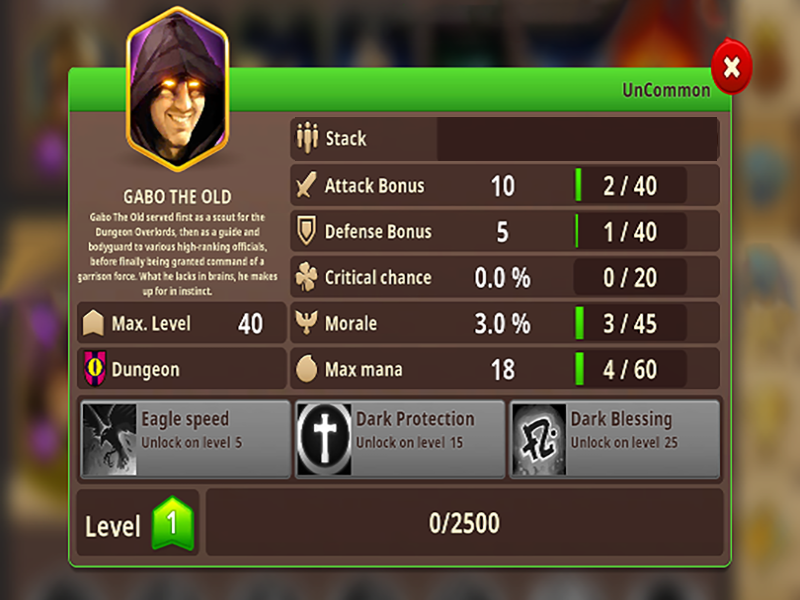 UnCommon
GABO THE OLD
Gabo The Old served first as a scout for the
Dungeon Overlords, then as a guide and
bodyguard to various high-ranking officials,
before finally being granted command of a
garrison force. What he lacks in brains, he makes
up for in instinct.
Max. Level 40
Dungeon
Stack
Attack Bonus 10 2 / 40
Defense Bonus 5 1 / 40
Critical chance 0.0 % 0 / 20
Morale 3.0 % 3 / 45
Max mana 18 4 / 60
Eagle speed
Unlock on level 5
Dark Protection
Unlock on level 15
Dark Blessing
Unlock on level 25
Level 1 0/2500